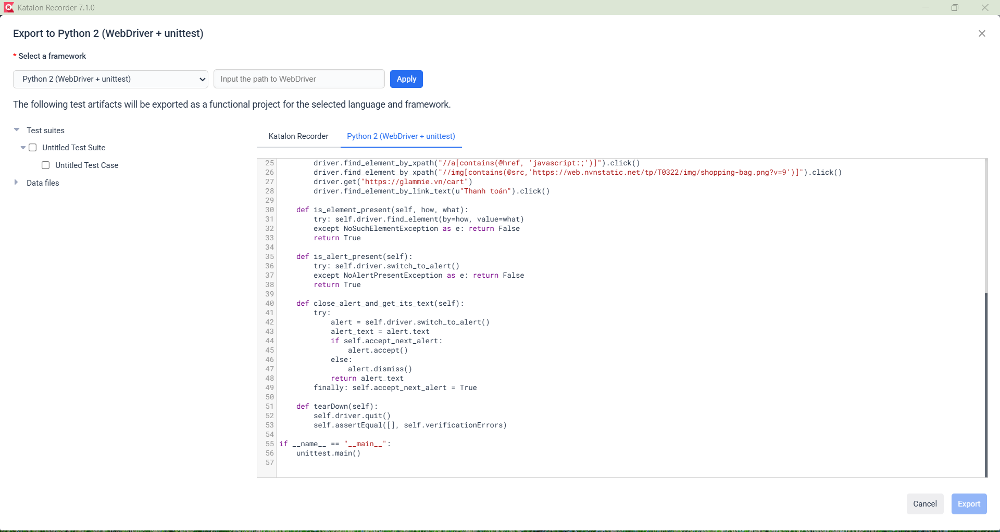 Katalon Recorder 7.1.0
Export to Python 2 (WebDriver + unittest)
* Select a framework
Python 2 (WebDriver + unittest)
Input the path to WebDriver
Apply
The following test artifacts will be exported as a functional project for the selected language and framework.
Test suites
Untitled Test Suite
Untitled Test Case
Data files
Katalon Recorder
Python 2 (WebDriver + unittest)
25         driver.find_element_by_xpath("//a[contains(@href, 'javascript:;')]").click()
26         driver.find_element_by_xpath("//img[contains(@src,'https://web.nvnstatic.net/tp/T0322/img/shopping-bag.png?v=9')]").click()
27         driver.get("https://glammie.vn/cart")
28         driver.find_element_by_link_text(u"Thanh toán").click()
29
30     def is_element_present(self, how, what):
31         try: self.driver.find_element(by=how, value=what)
32         except NoSuchElementException as e: return False
33         return True
34
35     def is_alert_present(self):
36         try: self.driver.switch_to_alert()
37         except NoAlertPresentException as e: return False
38         return True
39
40     def close_alert_and_get_its_text(self):
41         try:
42             alert = self.driver.switch_to_alert()
43             alert_text = alert.text
44             if self.accept_next_alert:
45                 alert.accept()
46             else:
47                 alert.dismiss()
48             return alert_text
49         finally: self.accept_next_alert = True
50
51     def tearDown(self):
52         self.driver.quit()
53         self.assertEqual([], self.verificationErrors)
54
55 if __name__ == "__main__":
56     unittest.main()
57
Cancel
Export